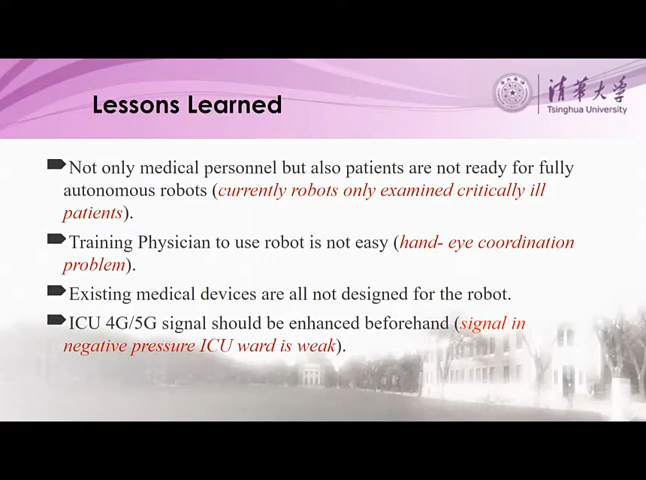 Lessons Learned
清華大学
Tsinghua University
Not only medical personnel but also patients are not ready for fully
autonomous robots (currently robots only examined critically ill
patients).
Training Physician to use robot is not easy (hand- eye coordination
problem).
Existing medical devices are all not designed for the robot.
ICU 4G/5G signal should be enhanced beforehand (signal in
negative pressure ICU ward is weak).